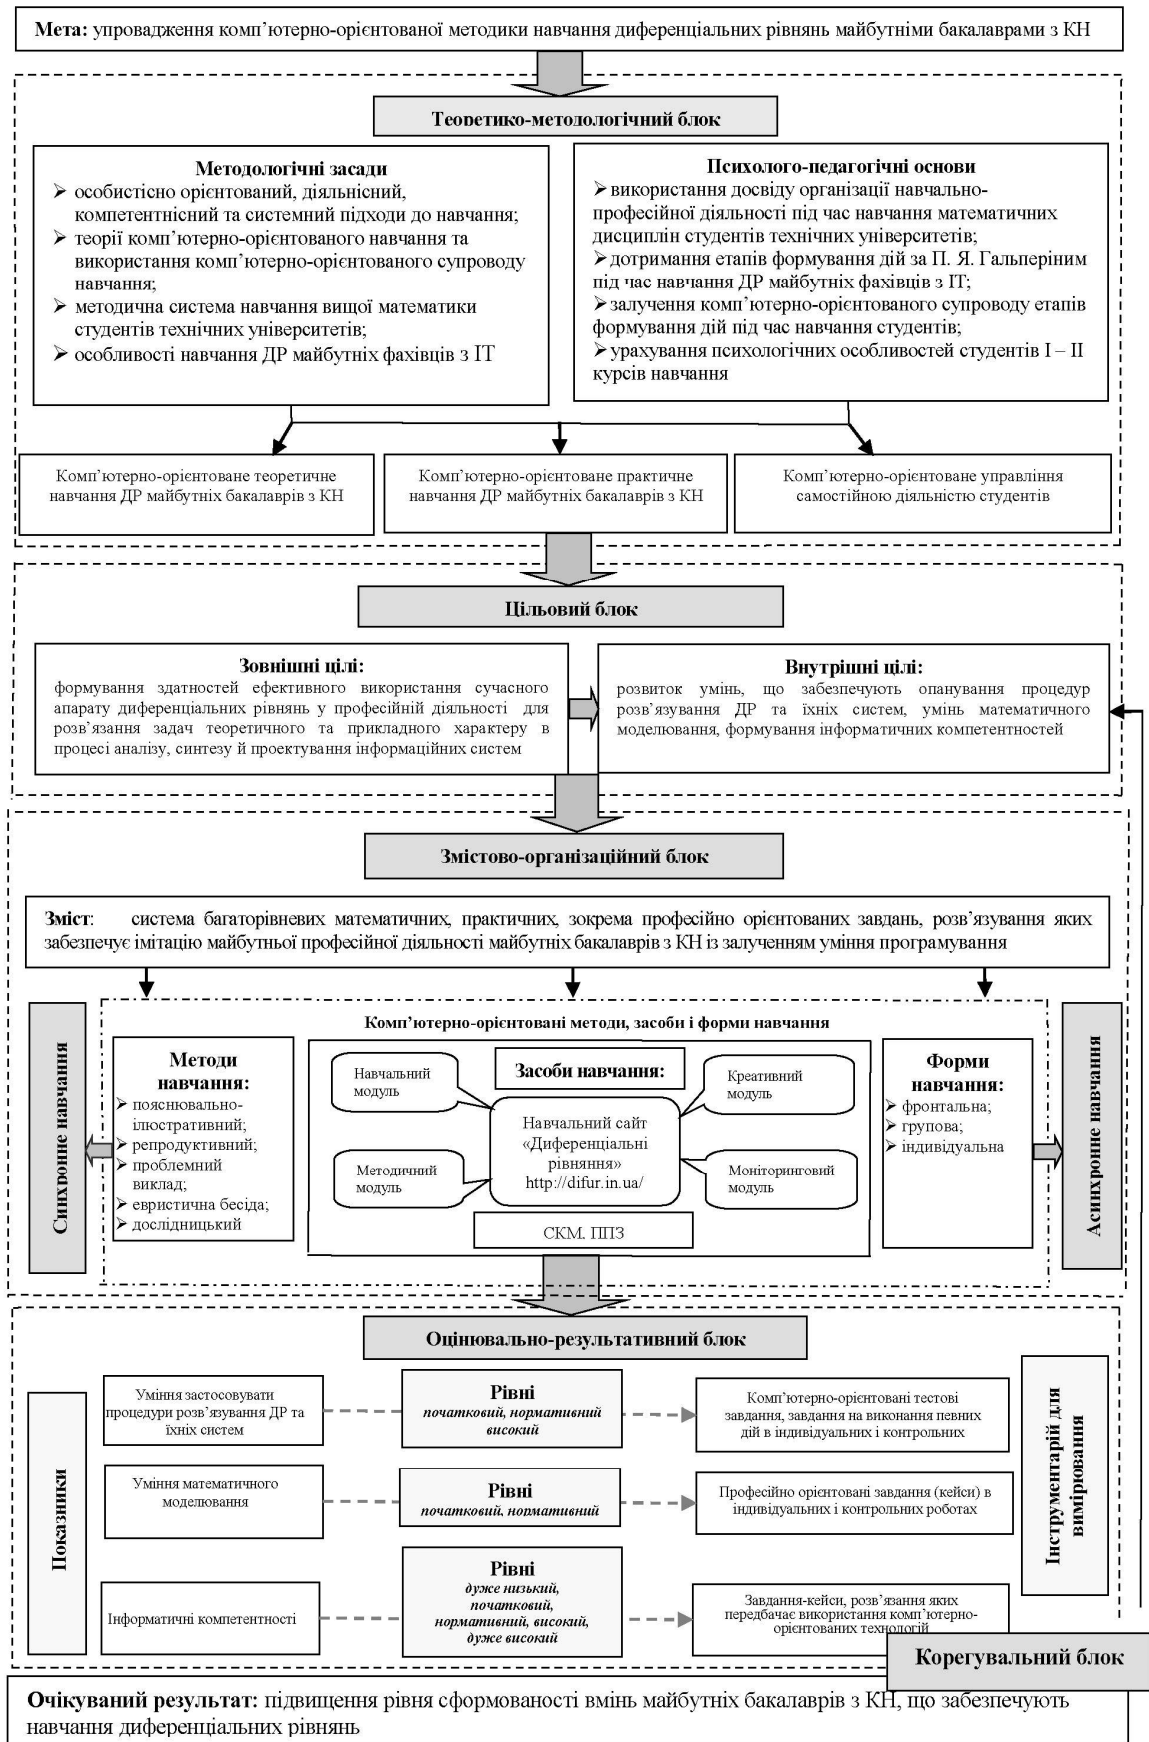 Мета: упровадження комп’ютерно-орієнтованої методики навчання диференціальних рівнянь майбутніми бакалаврами з КН
Теоретико-методологічний блок
Методологічні засади
➢ особистісно орієнтований, діяльнісний,
компетентнісний та системний підходи до навчання;
➢ теорії комп’ютерно-орієнтованого навчання та
використання комп’ютерно-орієнтованого супроводу
навчання;
➢ методична система навчання вищої математики
студентів технічних університетів;
➢ особливості навчання ДР майбутніх фахівців з ІТ
Психолого-педагогічні основи
➢ використання досвіду організації навчально-
професійної діяльності під час навчання математичних
дисциплін студентів технічних університетів;
➢ дотримання етапів формування дій за П. Я. Гальперіним
під час навчання ДР майбутніх фахівців з ІТ;
➢ залучення комп’ютерно-орієнтованого супроводу етапів
формування дій під час навчання студентів;
➢ урахування психологічних особливостей студентів І – ІІ
курсів навчання
Комп’ютерно-орієнтоване теоретичне
навчання ДР майбутніх бакалаврів з КН
Комп’ютерно-орієнтоване практичне
навчання ДР майбутніх бакалаврів з КН
Комп’ютерно-орієнтоване управління
самостійною діяльністю студентів
Цільовий блок
Зовнішні цілі:
формування здатностей ефективного використання сучасного
апарату диференціальних рівнянь у професійній діяльності для
розв’язання задач теоретичного та прикладного характеру в
процесі аналізу, синтезу й проектування інформаційних систем
Внутрішні цілі:
розвиток умінь, що забезпечують опанування процедур
розв’язування ДР та їхніх систем, умінь математичного
моделювання, формування інформатичних компетентностей
Змістово-організаційний блок
Зміст: система багаторівневих математичних, практичних, зокрема професійно орієнтованих завдань, розв’язування яких
забезпечує імітацію майбутньої професійної діяльності майбутніх бакалаврів з КН із залученням уміння програмування
Синхронне навчання
Комп’ютерно-орієнтовані методи, засоби і форми навчання
Методи
навчання:
➢ пояснювально-
ілюстративний;
➢ репродуктивний;
➢ проблемний
виклад;
➢ евристична бесіда;
➢ дослідницький
Засоби навчання:
Навчальний
модуль
Креативний
модуль
Навчальний сайт
«Диференціальні
рівняння»
http://difur.in.ua/
Методичний
модуль
Моніторинговий
модуль
СКМ, ППЗ
Форми
навчання:
➢ фронтальна;
➢ групова;
➢ індивідуальна
Асинхронне навчання
Оцінювально-результативний блок
Показники
Уміння застосовувати
процедури розв’язування ДР та
їхніх систем
Рівні
початковий, нормативний
високий
Комп’ютерно-орієнтовані тестові
завдання, завдання на виконання певних
дій в індивідуальних і контрольних
Уміння математичного
моделювання
Рівні
початковий, нормативний
Професійно орієнтовані завдання (кейси) в
індивідуальних і контрольних роботах
Інформатичні компетентності
Рівні
дуже низький,
початковий,
нормативний, високий,
дуже високий
Завдання-кейси, розв’язання яких
передбачає використання комп’ютерно-
орієнтованих технологій
Інструментарій для
вимірювання
Корегувальний блок
Очікуваний результат: підвищення рівня сформованості вмінь майбутніх бакалаврів з КН, що забезпечують
навчання диференціальних рівнянь